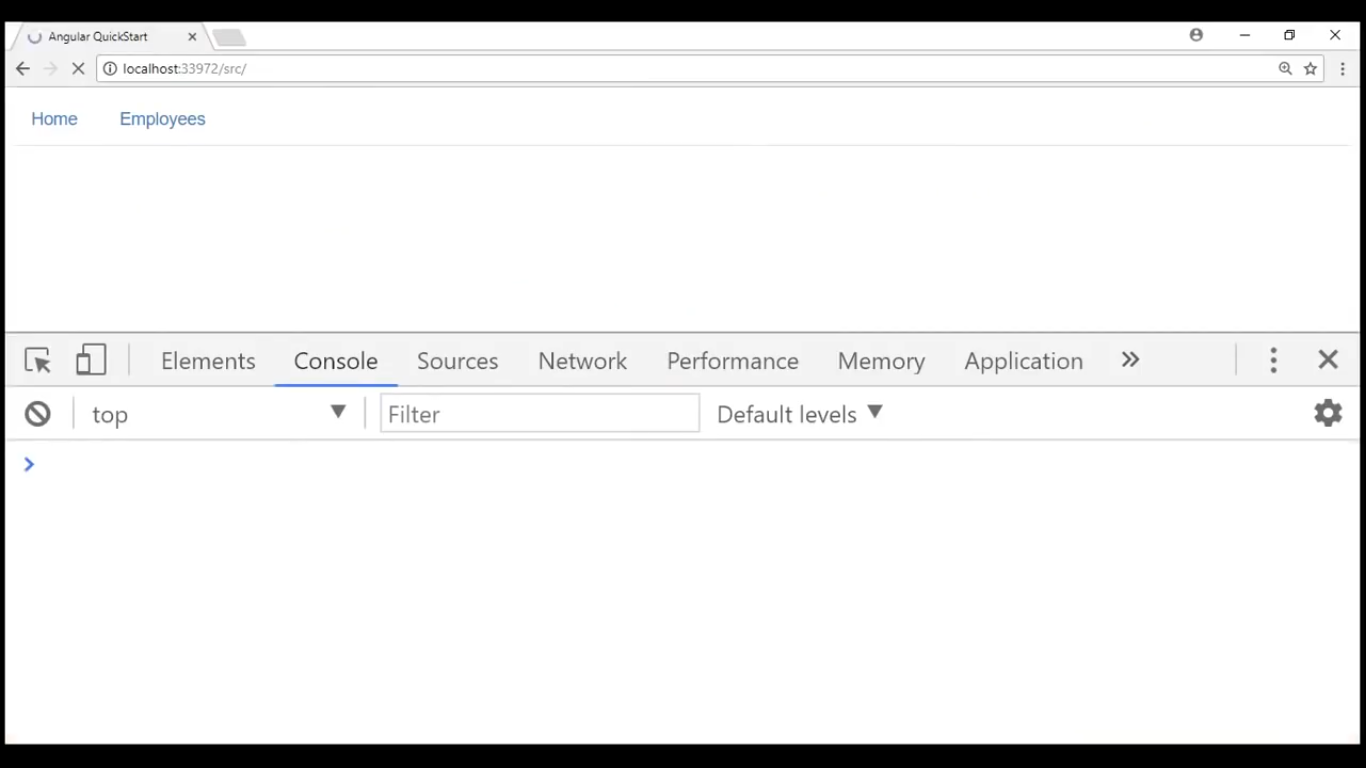 Angular QuickStart
localhost:33972/src/
Home Employees
Elements Console Sources Network Performance Memory Application
top Filter Default levels